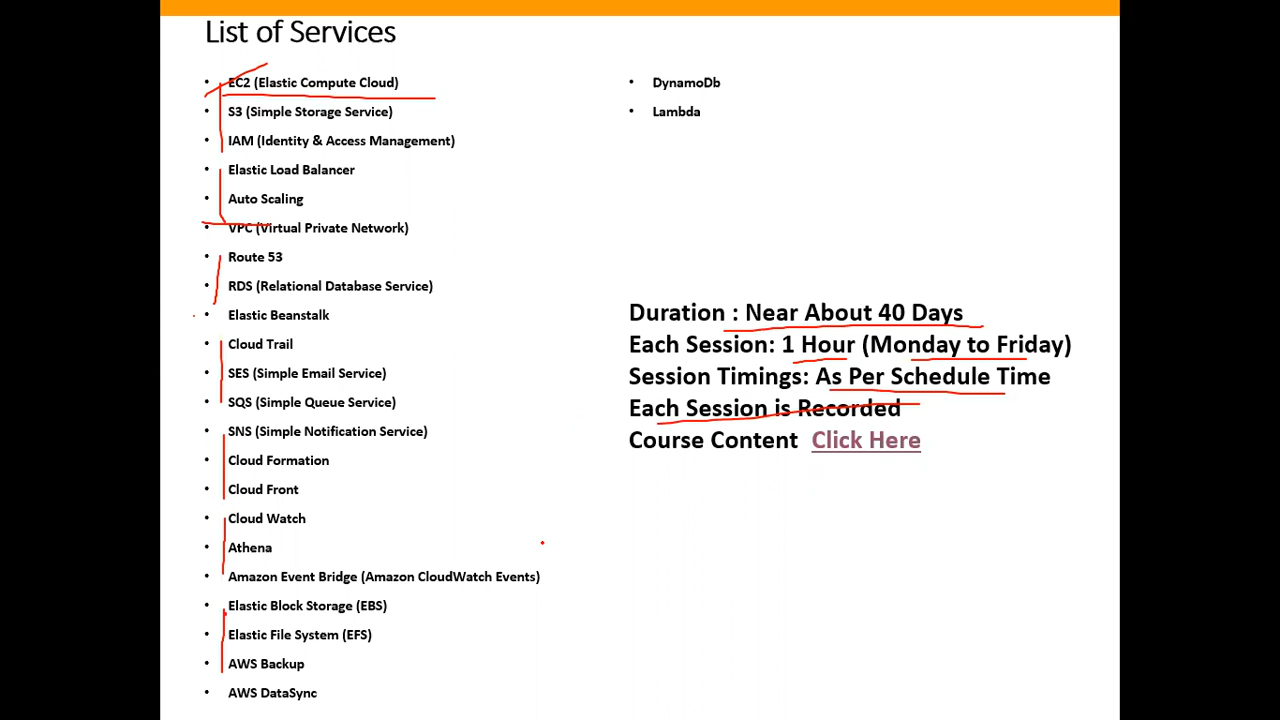 List of Services
• EC2 (Elastic Compute Cloud)
• S3 (Simple Storage Service)
• IAM (Identity & Access Management)
• Elastic Load Balancer
• Auto Scaling
• VPC (Virtual Private Network)
• Route 53
• RDS (Relational Database Service)
• Elastic Beanstalk
• Cloud Trail
• SES (Simple Email Service)
• SQS (Simple Queue Service)
• SNS (Simple Notification Service)
• Cloud Formation
• Cloud Front
• Cloud Watch
• Athena
• Amazon Event Bridge (Amazon CloudWatch Events)
• Elastic Block Storage (EBS)
• Elastic File System (EFS)
• AWS Backup
• AWS DataSync
• DynamoDb
• Lambda
Duration : Near About 40 Days
Each Session: 1 Hour (Monday to Friday)
Session Timings: As Per Schedule Time
Each Session is Recorded
Course Content Click Here